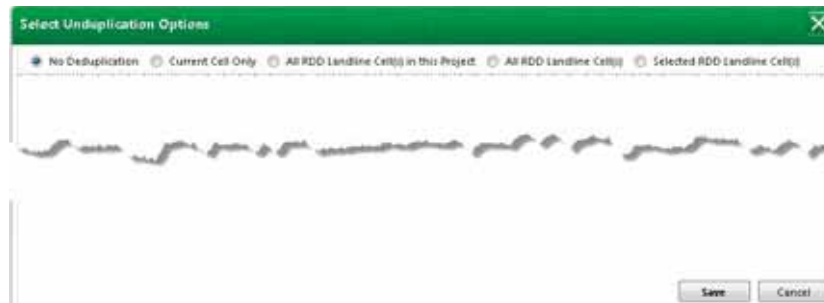 Select Unduplication Options
No Deduplication Current Cell Only All RDD Landline Cell(s) in this Project All RDD Landline Cell(s) Selected RDD Landline Cell(s)
Save Cancel